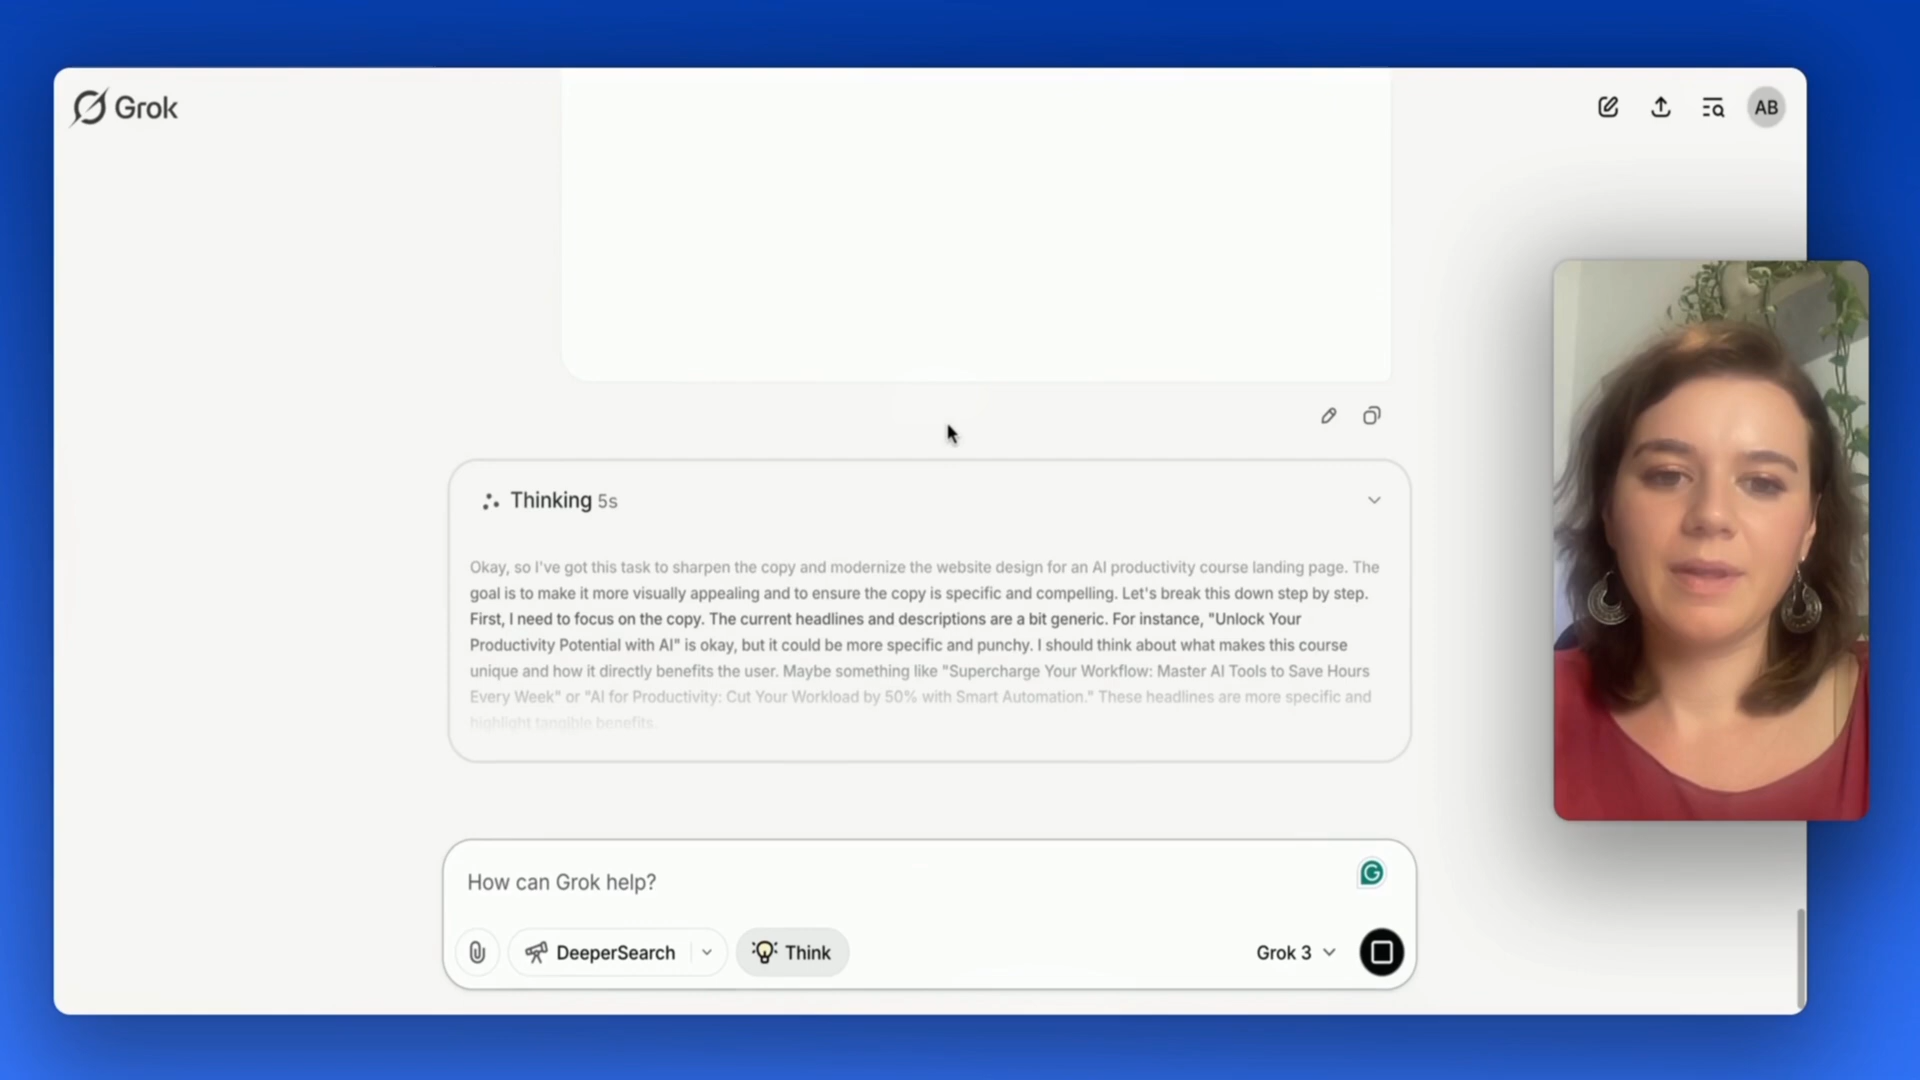 Grok
AB
Thinking 5s
Okay, so I've got this task to sharpen the copy and modernize the website design for an AI productivity course landing page. The
goal is to make it more visually appealing and to ensure the copy is specific and compelling. Let's break this down step by step.
First, I need to focus on the copy. The current headlines and descriptions are a bit generic. For instance, "Unlock Your
Productivity Potential with AI" is okay, but it could be more specific and punchy. I should think about what makes this course
unique and how it directly benefits the user. Maybe something like "Supercharge Your Workflow: Master AI Tools to Save Hours
Every Week" or "AI for Productivity: Cut Your Workload by 50% with Smart Automation." These headlines are more specific and
highlight tangible benefits.
How can Grok help?
DeeperSearch
Think
Grok 3